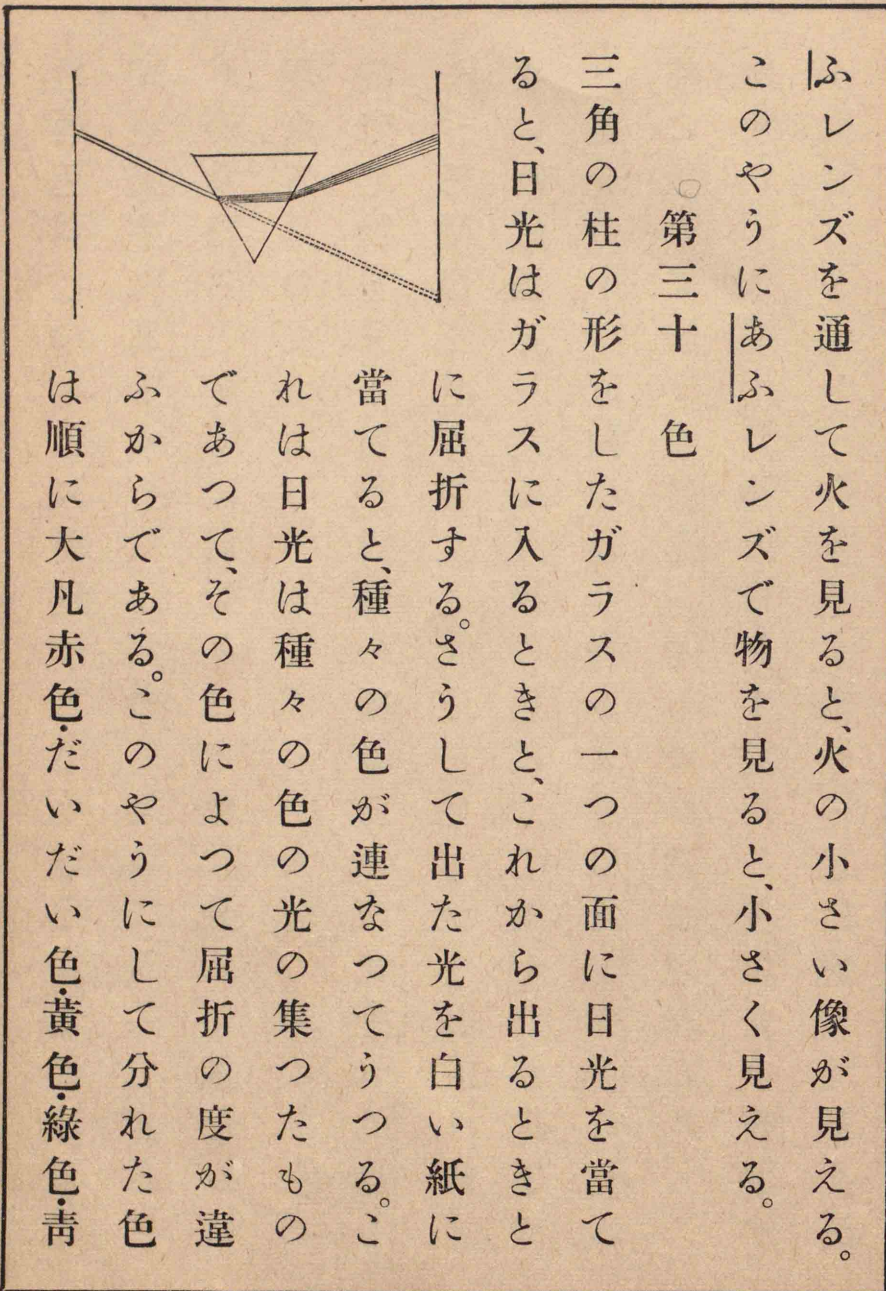 ふレンズを通して火を見ると、火の小さい像が見える。
このやうにあふレンズで物を見ると、小さく見える。
第三十　色
三角の柱の形をしたガラスの一つの面に日光を當て
ると、日光はガラスに入るときと、これから出るときと
に屈折する。さうして出た光を白い紙に
當てると、種々の色が連なつてうつる。こ
れは日光は種々の色の光の集つたもの
であつて、その色によつて屈折の度が違
ふからである。このやうにして分れた色
は順に大凡赤色・だいだい色・黃色・綠色・靑